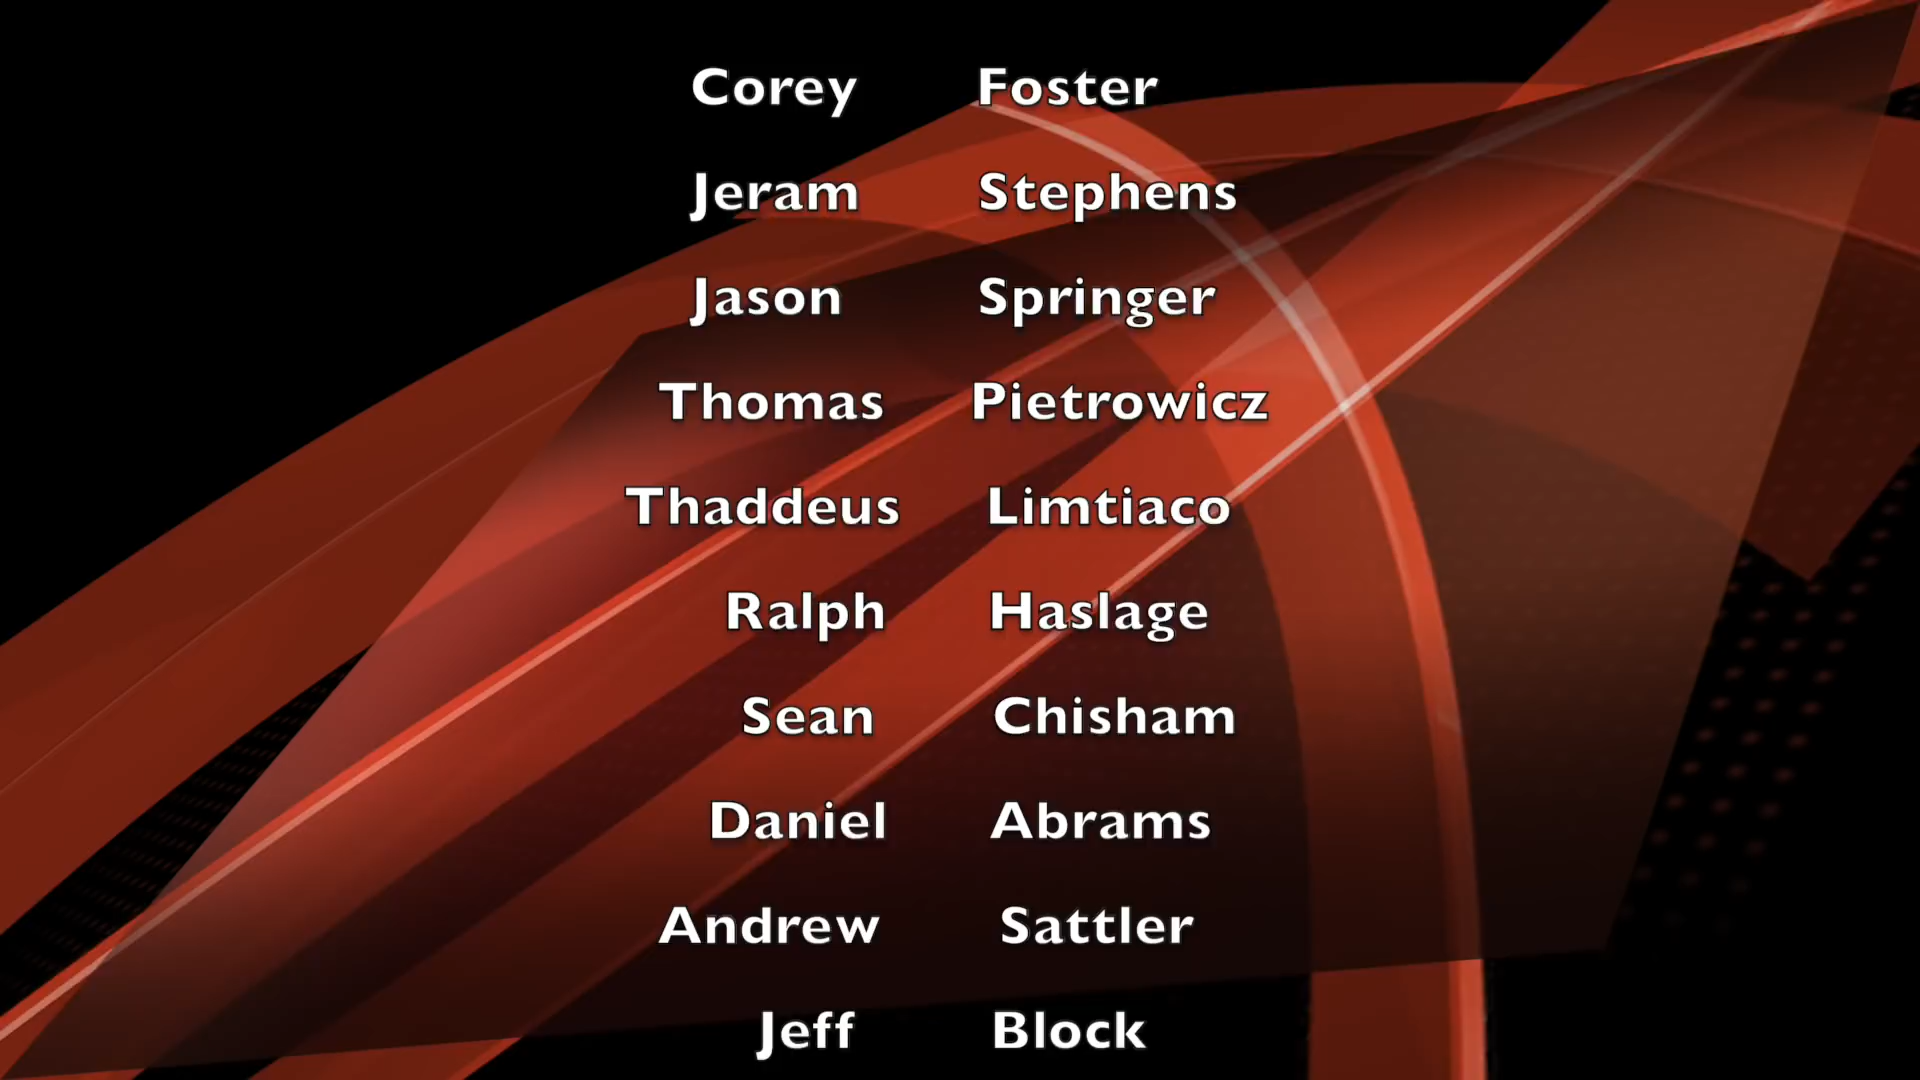 Corey Foster
Jeram Stephens
Jason Springer
Thomas Pietrowicz
Thaddeus Limtiaco
Ralph Haslage
Sean Chisham
Daniel Abrams
Andrew Sattler
Jeff Block